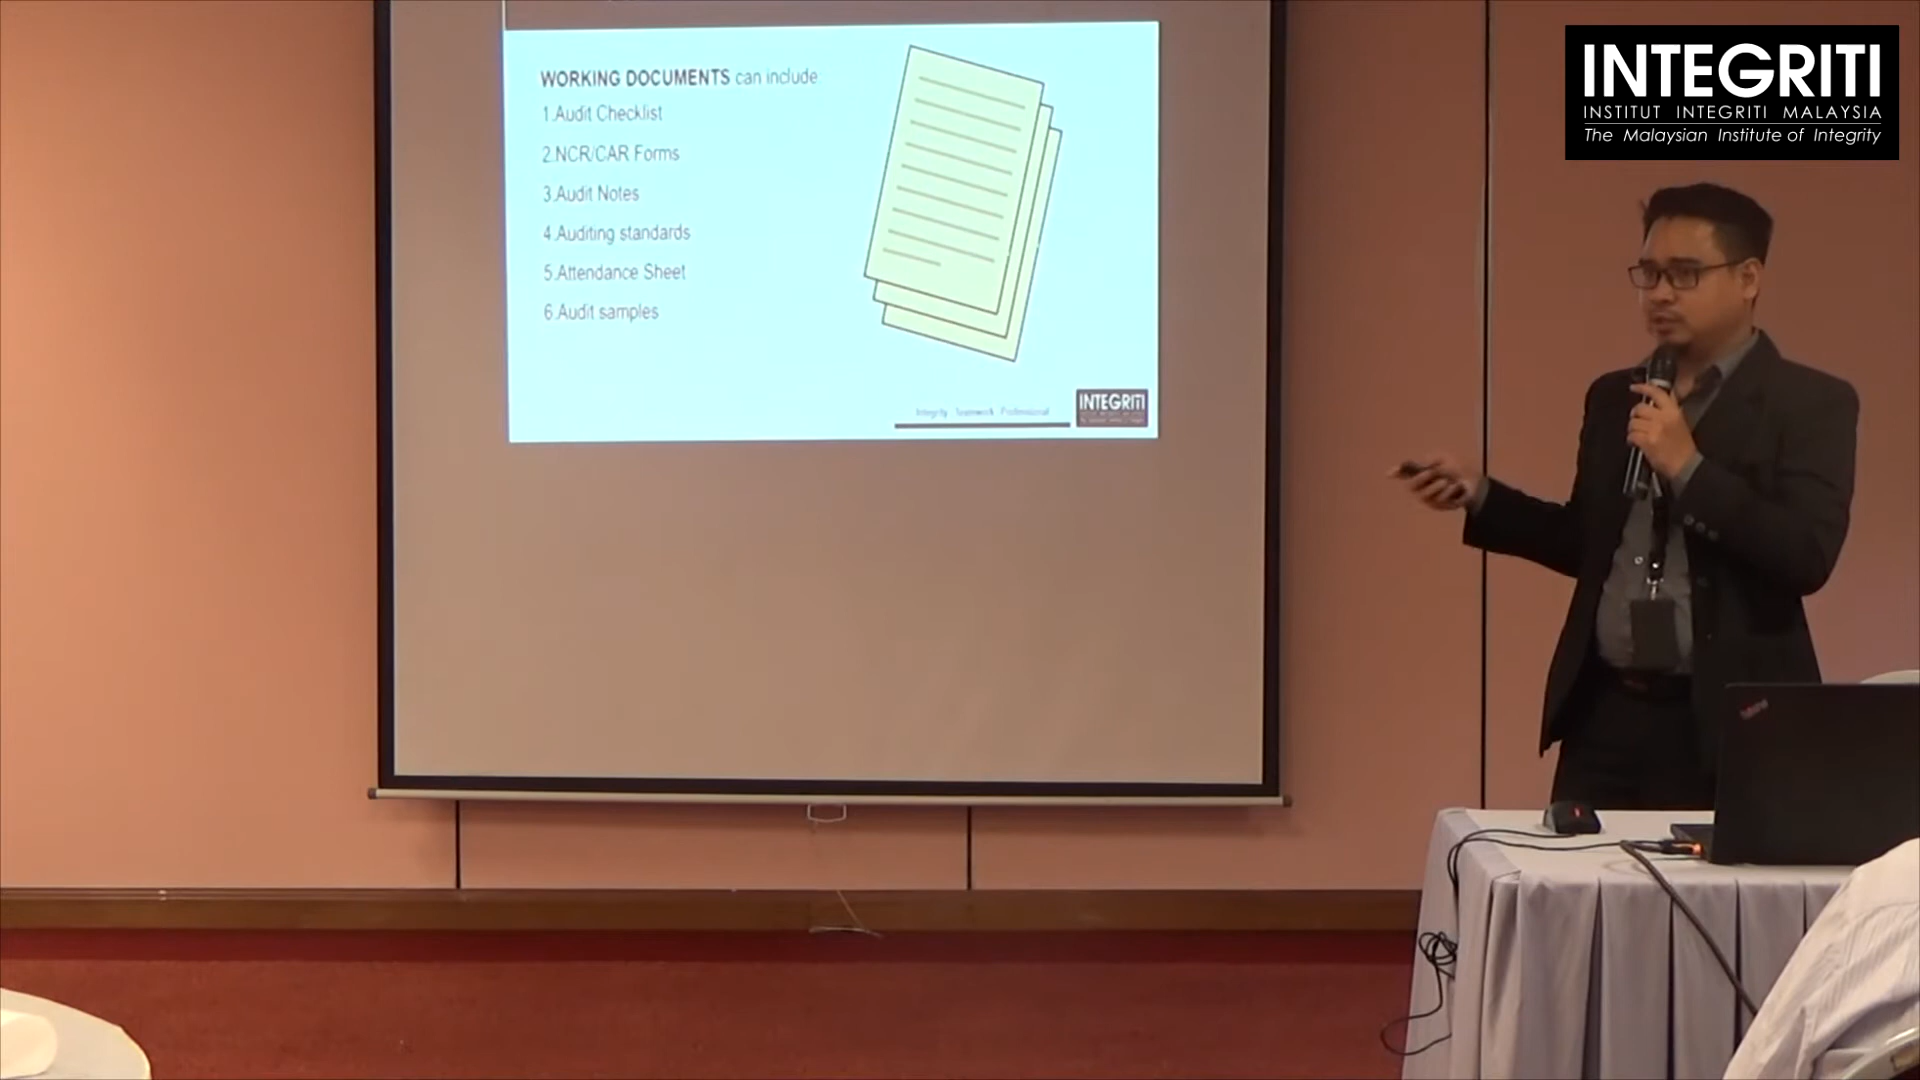 WORKING DOCUMENTS can include
1.Audit Checklist
2.NCR/CAR Forms
3.Audit Notes
4.Auditing standards
5.Attendance Sheet
6.Audit samples
Integrity Teamwork Professional
INTEGRITI
INTEGRITI
INSTITUT INTEGRITI MALAYSIA
The Malaysian Institute of Integrity